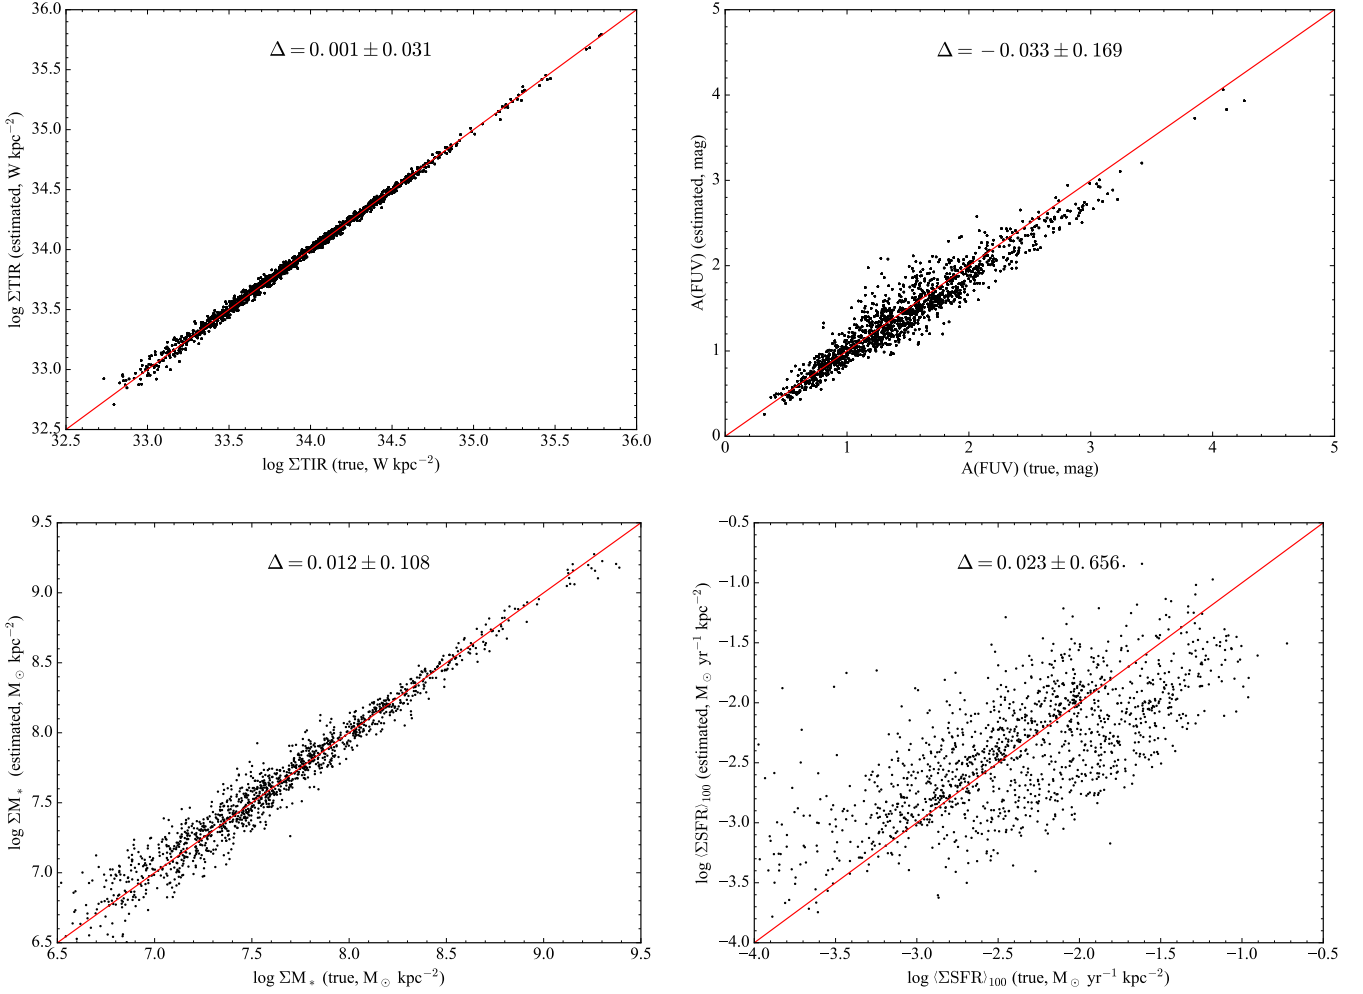 36.0
35.5
35.0
34.5
34.0
33.5
33.0
32.5
log ΣTIR (estimated, W kpc−2)
Δ = 0.001 ± 0.031
32.5 33.0 33.5 34.0 34.5 35.0 35.5 36.0
log ΣTIR (true, W kpc−2)
5
4
3
2
1
0
A(FUV) (estimated, mag)
Δ = − 0.033 ± 0.169
0 1 2 3 4 5
A(FUV) (true, mag)
9.5
9.0
8.5
8.0
7.5
7.0
6.5
log ΣM* (estimated, M⊙ kpc−2)
Δ = 0.012 ± 0.108
6.5 7.0 7.5 8.0 8.5 9.0 9.5
log ΣM* (true, M⊙ kpc−2)
−0.5
−1.0
−1.5
−2.0
−2.5
−3.0
−3.5
−4.0
log ⟨ΣSFR⟩100 (estimated, M⊙ yr−1 kpc−2)
Δ = 0.023 ± 0.656
−4.0 −3.5 −3.0 −2.5 −2.0 −1.5 −1.0 −0.5
log ⟨ΣSFR⟩100 (true, M⊙ yr−1 kpc−2)